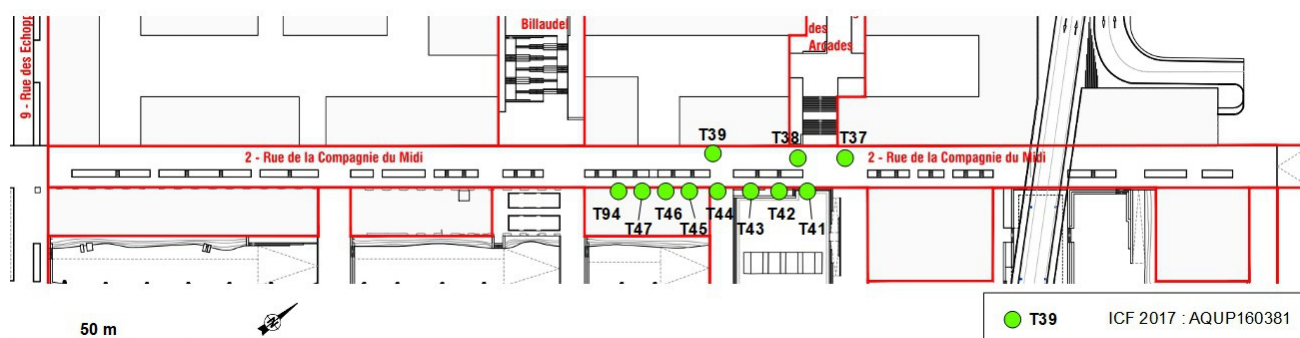 9 - Rue des Echopp
Billaudel
des
Arcades
T39
T38
T37
2 - Rue de la Compagnie du Midi
2 - Rue de la Compagnie du Midi
T94
T46
T44
T42
T47
T45
T43
T41
50 m
N
T39
ICF 2017 : AQUP160381